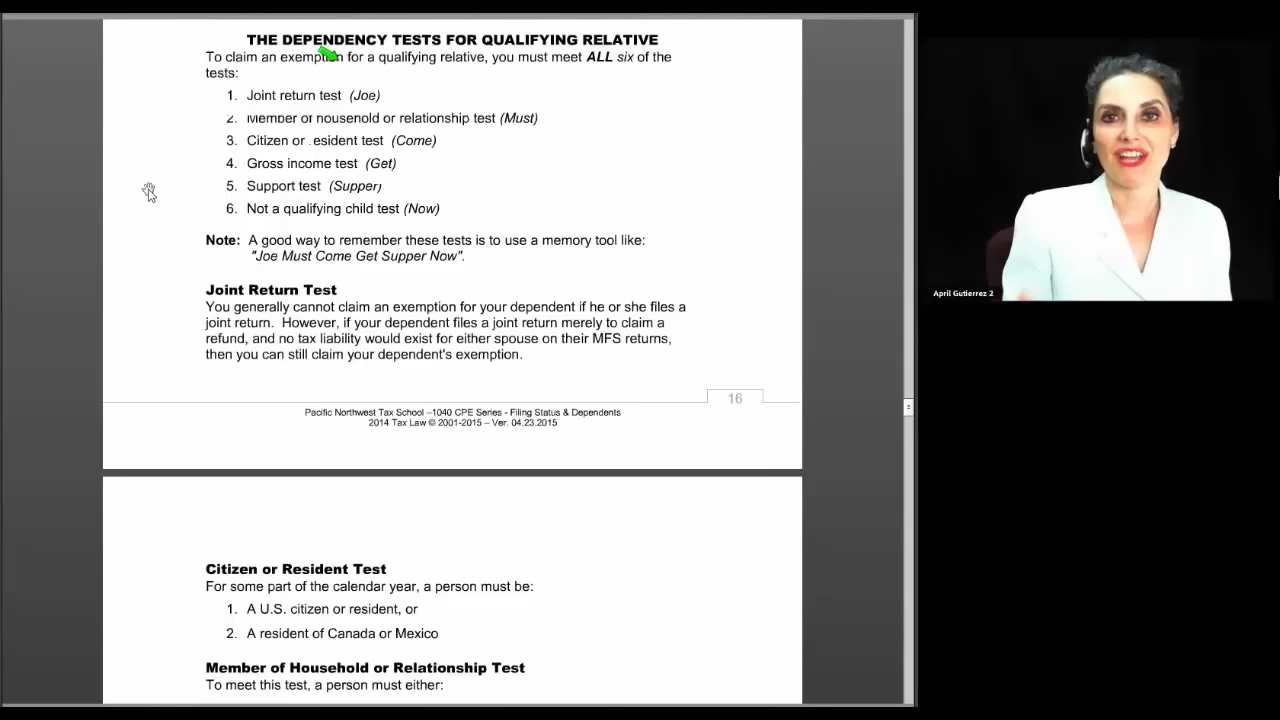 THE DEPENDENCY TESTS FOR QUALIFYING RELATIVE
To claim an exemption for a qualifying relative, you must meet ALL six of the
tests:
1. Joint return test (Joe)
2. Member of household or relationship test (Must)
3. Citizen or resident test (Come)
4. Gross income test (Get)
5. Support test (Supper)
6. Not a qualifying child test (Now)
Note: A good way to remember these tests is to use a memory tool like:
"Joe Must Come Get Supper Now".
Joint Return Test
You generally cannot claim an exemption for your dependent if he or she files a
joint return. However, if your dependent files a joint return merely to claim a
refund, and no tax liability would exist for either spouse on their MFS returns,
then you can still claim your dependent's exemption.
16
Pacific Northwest Tax School –1040 CPE Series - Filing Status & Dependents
2014 Tax Law © 2001-2015 – Ver. 04.23.2015
Citizen or Resident Test
For some part of the calendar year, a person must be:
1. A U.S. citizen or resident, or
2. A resident of Canada or Mexico
Member of Household or Relationship Test
To meet this test, a person must either:
April Gutierrez 2